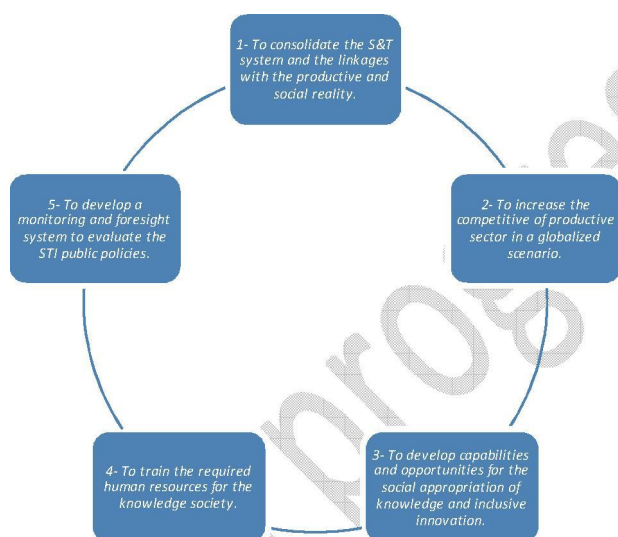 1- To consolidate the S&T
system and the linkages
with the productive and
social reality.
2- To increase the
competitive of productive
sector in a globalized
scenario.
3- To develop capabilities
and opportunities for the
social appropriation of
knowledge and inclusive
innovation.
4- To train the required
human resources for the
knowledge society.
5- To develop a
monitoring and foresight
system to evaluate the
STI public policies.